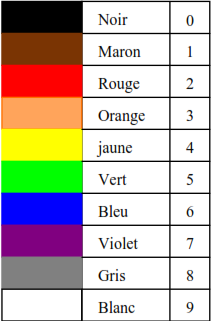 Noir 0
Maron 1
Rouge 2
Orange 3
jaune 4
Vert 5
Bleu 6
Violet 7
Gris 8
Blanc 9